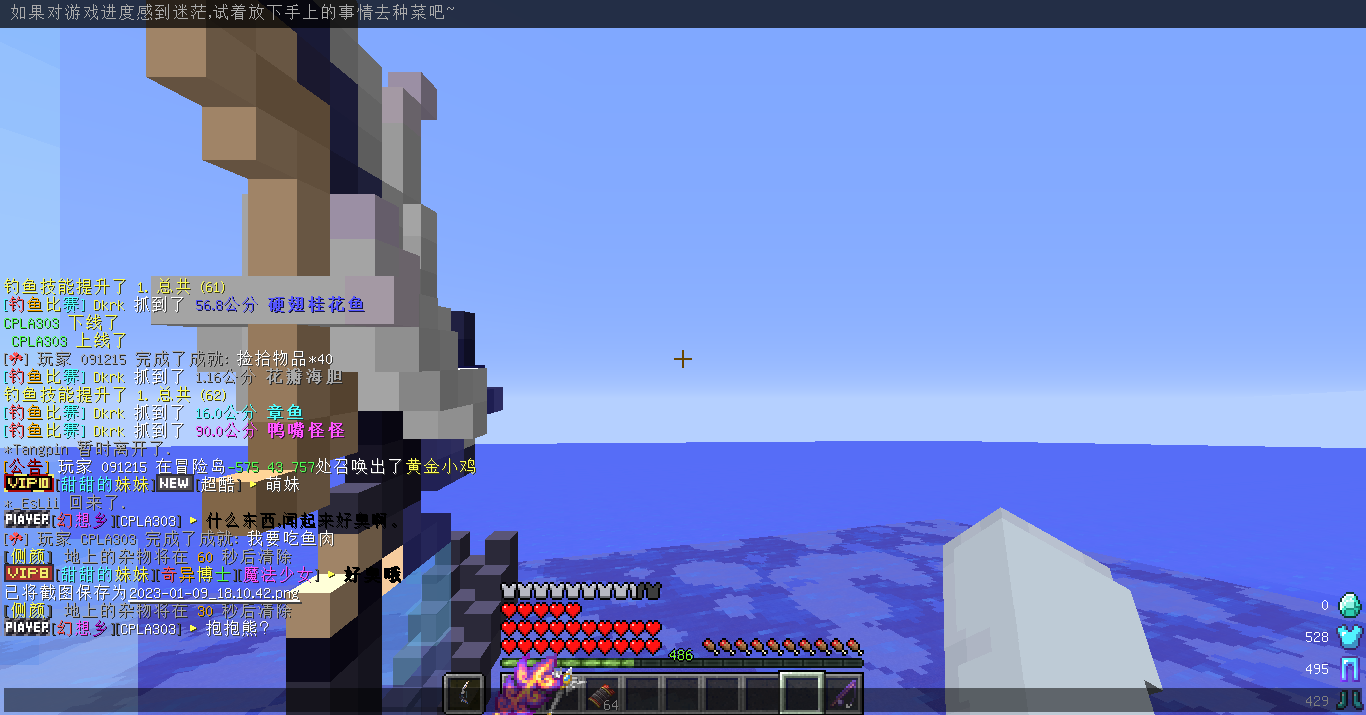 如果对游戏进度感到迷茫,试着放下手上的事情去种菜吧~
钓鱼技能提升了 1. 总共 (61)
[钓鱼比赛] Dkrk 抓到了 56.8公分 硬翅桂花鱼
CPLA303 下线了
CPLA303 上线了
玩家 091215 完成了成就: 捡拾物品*40
[钓鱼比赛] Dkrk 抓到了 1.16公分 花瓣海胆
钓鱼技能提升了 1. 总共 (62)
[钓鱼比赛] Dkrk 抓到了 16.0公分 章鱼
[钓鱼比赛] Dkrk 抓到了 90.0公分 鸭嘴怪怪
*Tangpin 暂时离开了.
[公告] 玩家 091215 在冒险岛-575 43 757处召唤出了黄金小鸡
VIP10 [甜甜的妹妹] NEW [超酷] ► 萌妹
*_EsLii 回来了.
PLAYER [幻想乡][CPLA303] ► 什么东西,闻起来好臭啊。
玩家 CPLA303 完成了成就: 我要吃鱼肉
[侧颜] 地上的杂物将在 60 秒后清除
VIP8 [甜甜的妹妹][奇异博士][魔法少女] ► 好臭哦
已将截图保存为2023-01-09_18.10.42.png
[侧颜] 地上的杂物将在 30 秒后清除
PLAYER [幻想乡][CPLA303] ► 抱抱熊?
486
64
0
528
495
429